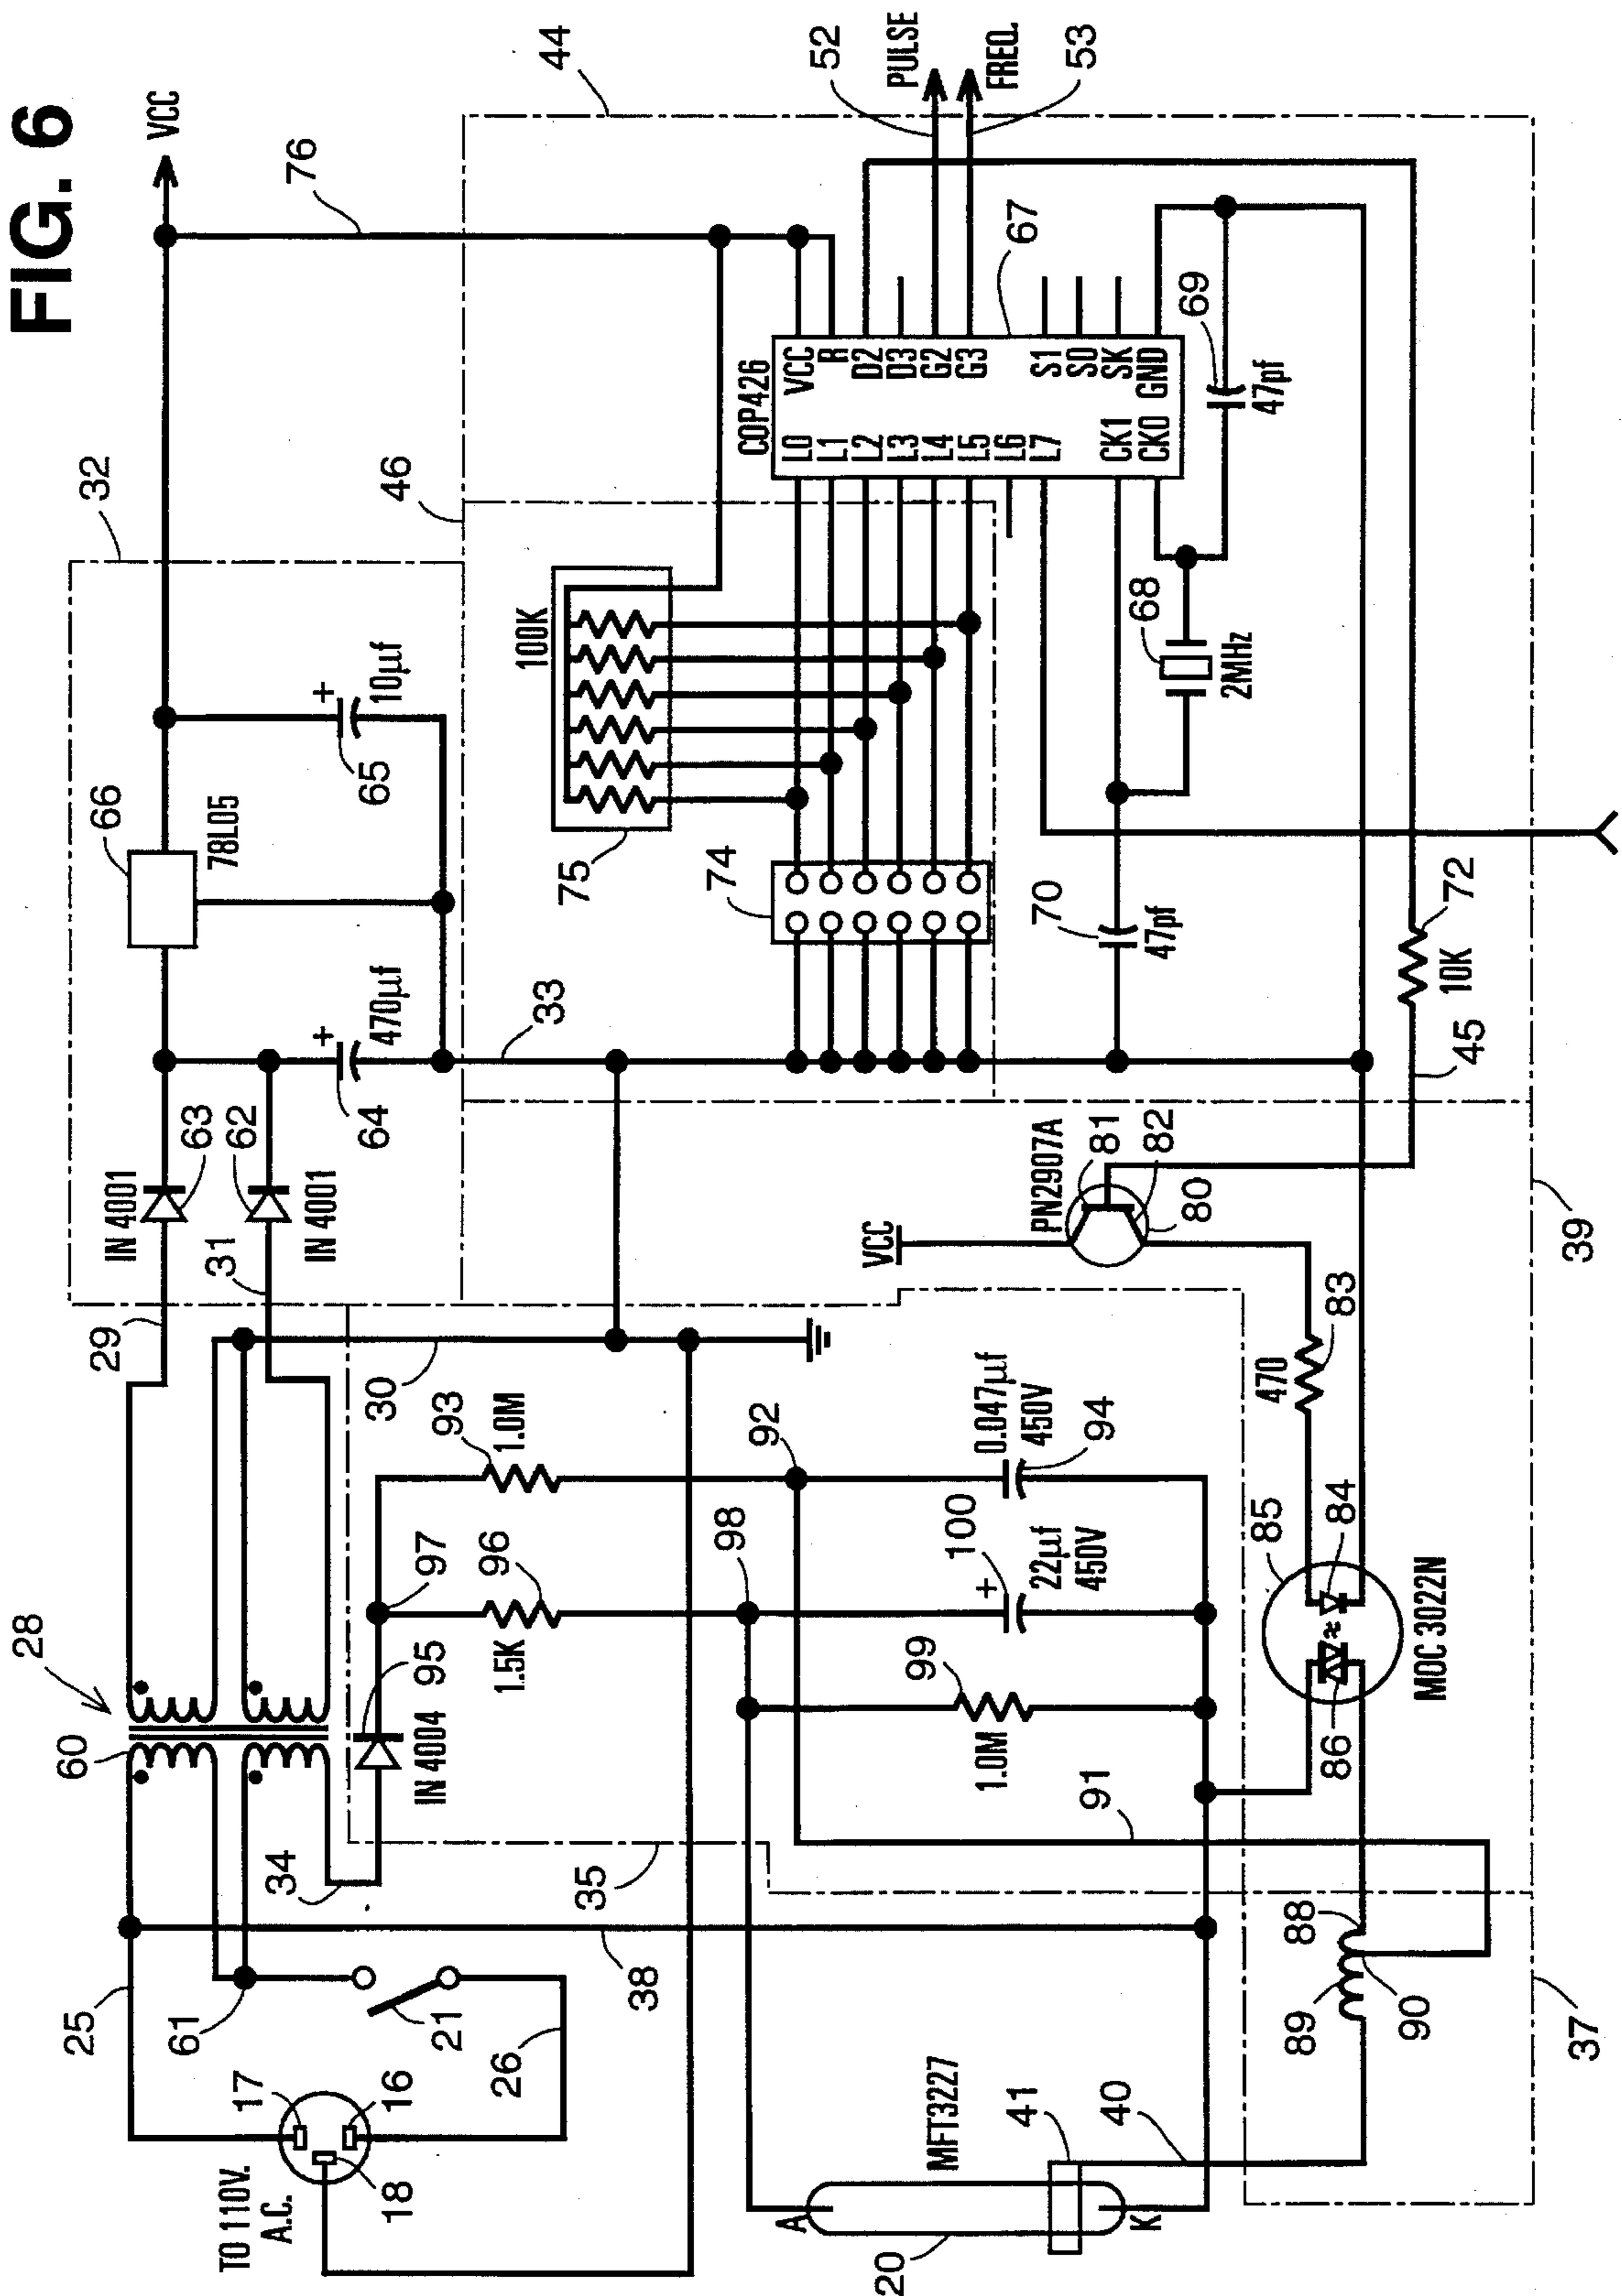 FIG. 6
VCC
76
44
PULSE
52
FREQ.
53
32
66
78L05
65
+
10µf
46
100K
75
74
COP426
L0
L1
L2
L3
L4
L5
L6
L7
CK1
CK0
VCC
R
D2
D3
G2
G3
S1
S0
SK
GND
67
69
47pf
68
2MHz
70
47pf
72
10K
45
29
IN 4001
63
62
IN 4001
31
64
+
470µf
33
VCC
PN2907A
81
82
80
39
28
60
30
93
1.0M
92
0.047µf
450V
94
97
96
1.5K
98
100
+
22µf
450V
95
IN 4004
99
1.0M
91
470
83
85
84
86
MOC 3022N
34
35
25
61
21
26
38
17
16
18
TO 110V.
A.C.
MFT3227
41
40
A
K
20
88
89
90
37